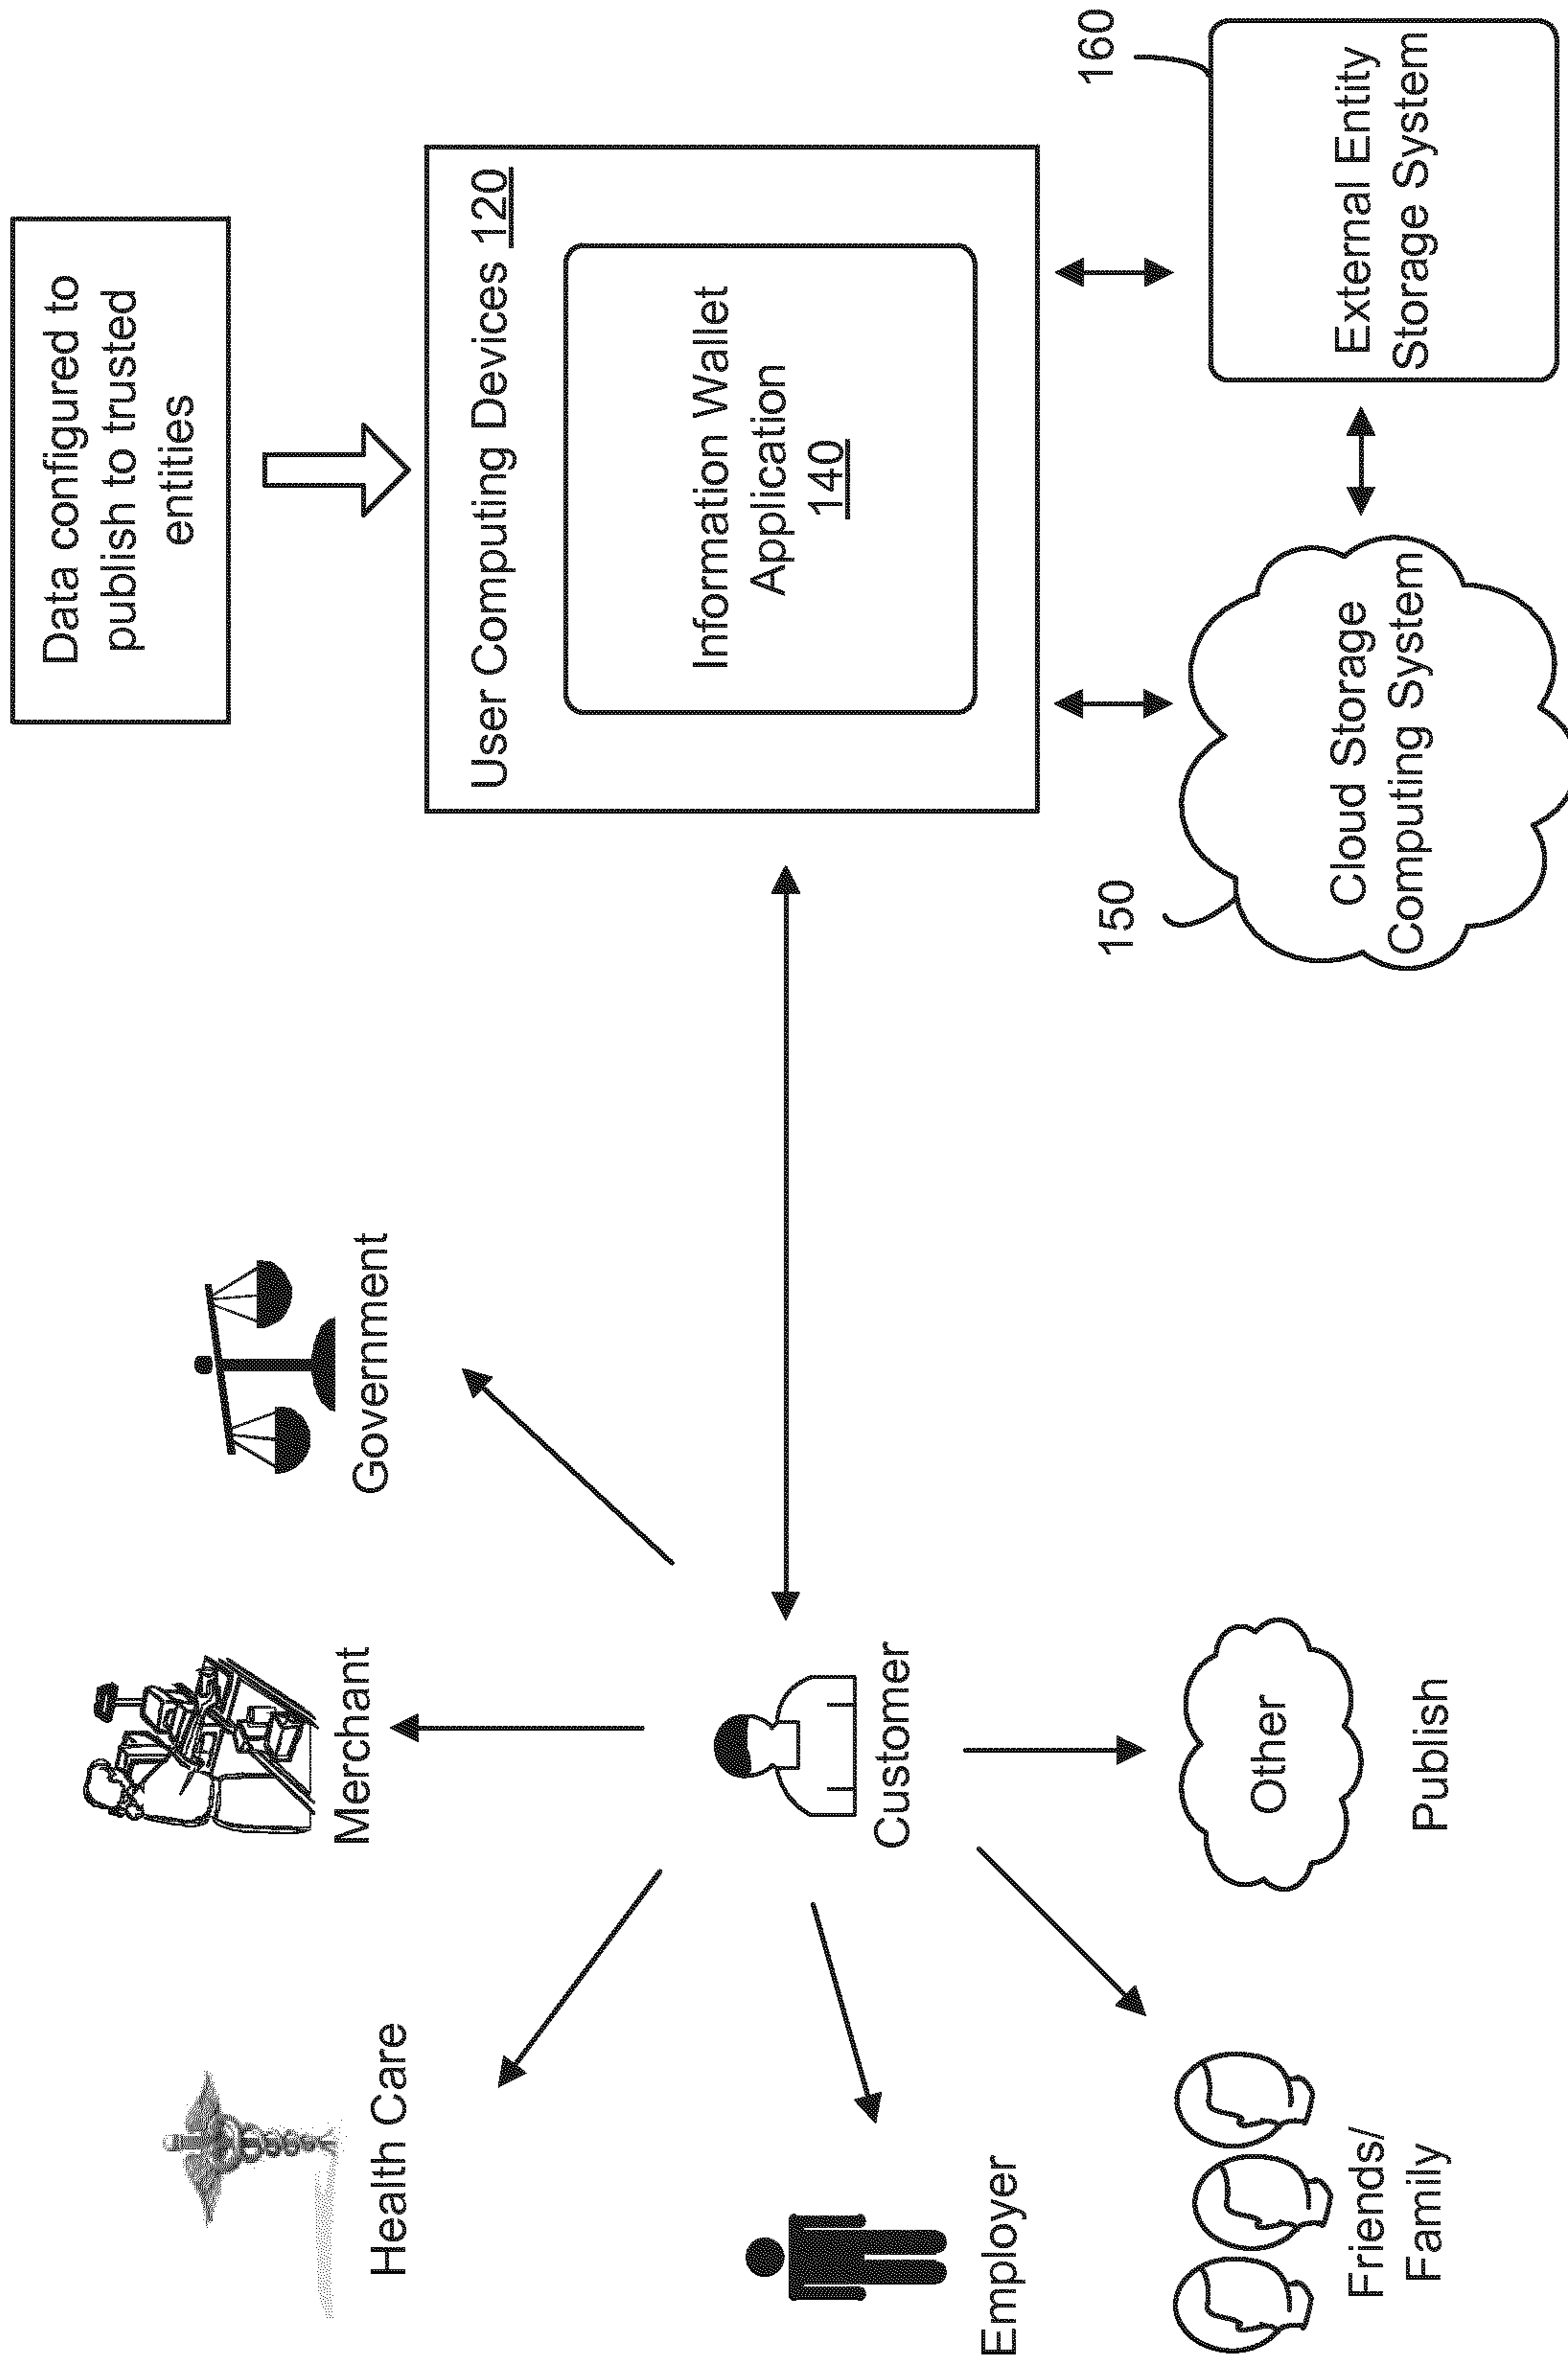 Health Care
Merchant
Government
Data configured to
publish to trusted
entities
Employer
Customer
User Computing Devices 120
Information Wallet
Application
140
Friends/
Family
Other
Publish
150
Cloud Storage
Computing System
160
External Entity
Storage System